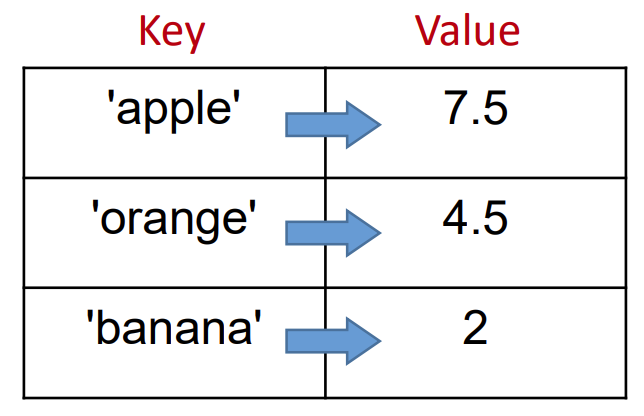 Key Value
'apple' 7.5
'orange' 4.5
'banana' 2